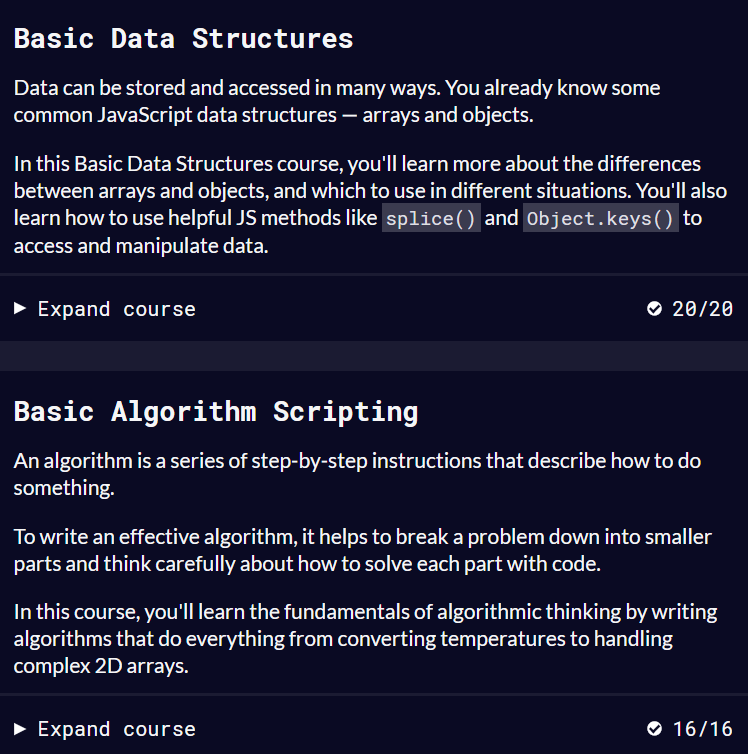 Basic Data Structures
Data can be stored and accessed in many ways. You already know some
common JavaScript data structures — arrays and objects.
In this Basic Data Structures course, you'll learn more about the differences
between arrays and objects, and which to use in different situations. You'll also
learn how to use helpful JS methods like splice() and Object.keys() to
access and manipulate data.
Expand course 20/20
Basic Algorithm Scripting
An algorithm is a series of step-by-step instructions that describe how to do
something.
To write an effective algorithm, it helps to break a problem down into smaller
parts and think carefully about how to solve each part with code.
In this course, you'll learn the fundamentals of algorithmic thinking by writing
algorithms that do everything from converting temperatures to handling
complex 2D arrays.
Expand course 16/16